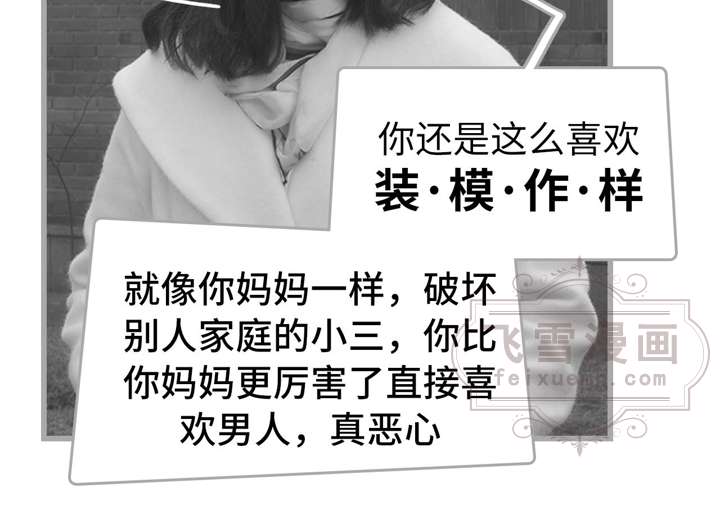 你还是这么喜欢
装·模·作·样
就像你妈妈一样，破坏
别人家庭的小三，你比
你妈妈更厉害了直接喜
欢男人，真恶心
飞雪漫画
feixuemh.com